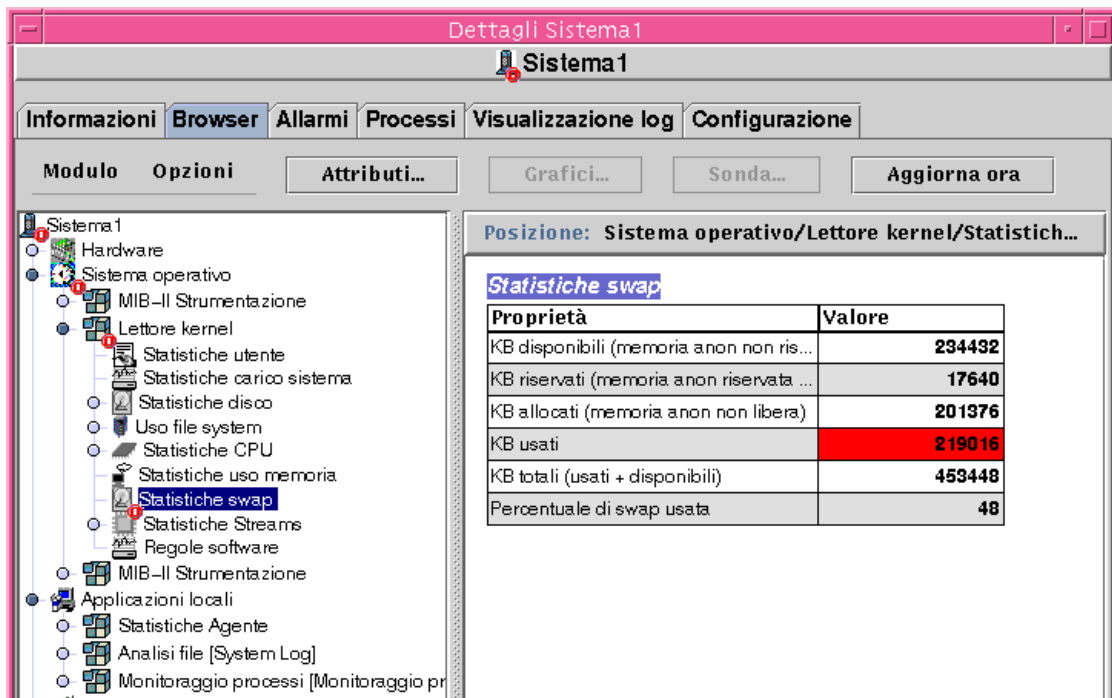 Dettagli Sistema1
Sistema1
Informazioni Browser Allarmi Processi Visualizzazione log Configurazione
Modulo Opzioni Attributi... Grafici... Sonda... Aggiorna ora
Sistema1
Hardware
Sistema operativo
MIB-II Strumentazione
Lettore kernel
Statistiche utente
Statistiche carico sistema
Statistiche disco
Uso file system
Statistiche CPU
Statistiche uso memoria
Statistiche swap
Statistiche Streams
Regole software
MIB-II Strumentazione
Applicazioni locali
Statistiche Agente
Analisi file [System Log]
Monitoraggio processi [Monitoraggio pr
Posizione: Sistema operativo/Lettore kernel/Statistich...
Statistiche swap
Proprietà Valore
KB disponibili (memoria anon non ris... 234432
KB riservati (memoria anon riservata ... 17640
KB allocati (memoria anon non libera) 201376
KB usati 219016
KB totali (usati + disponibili) 453448
Percentuale di swap usata 48